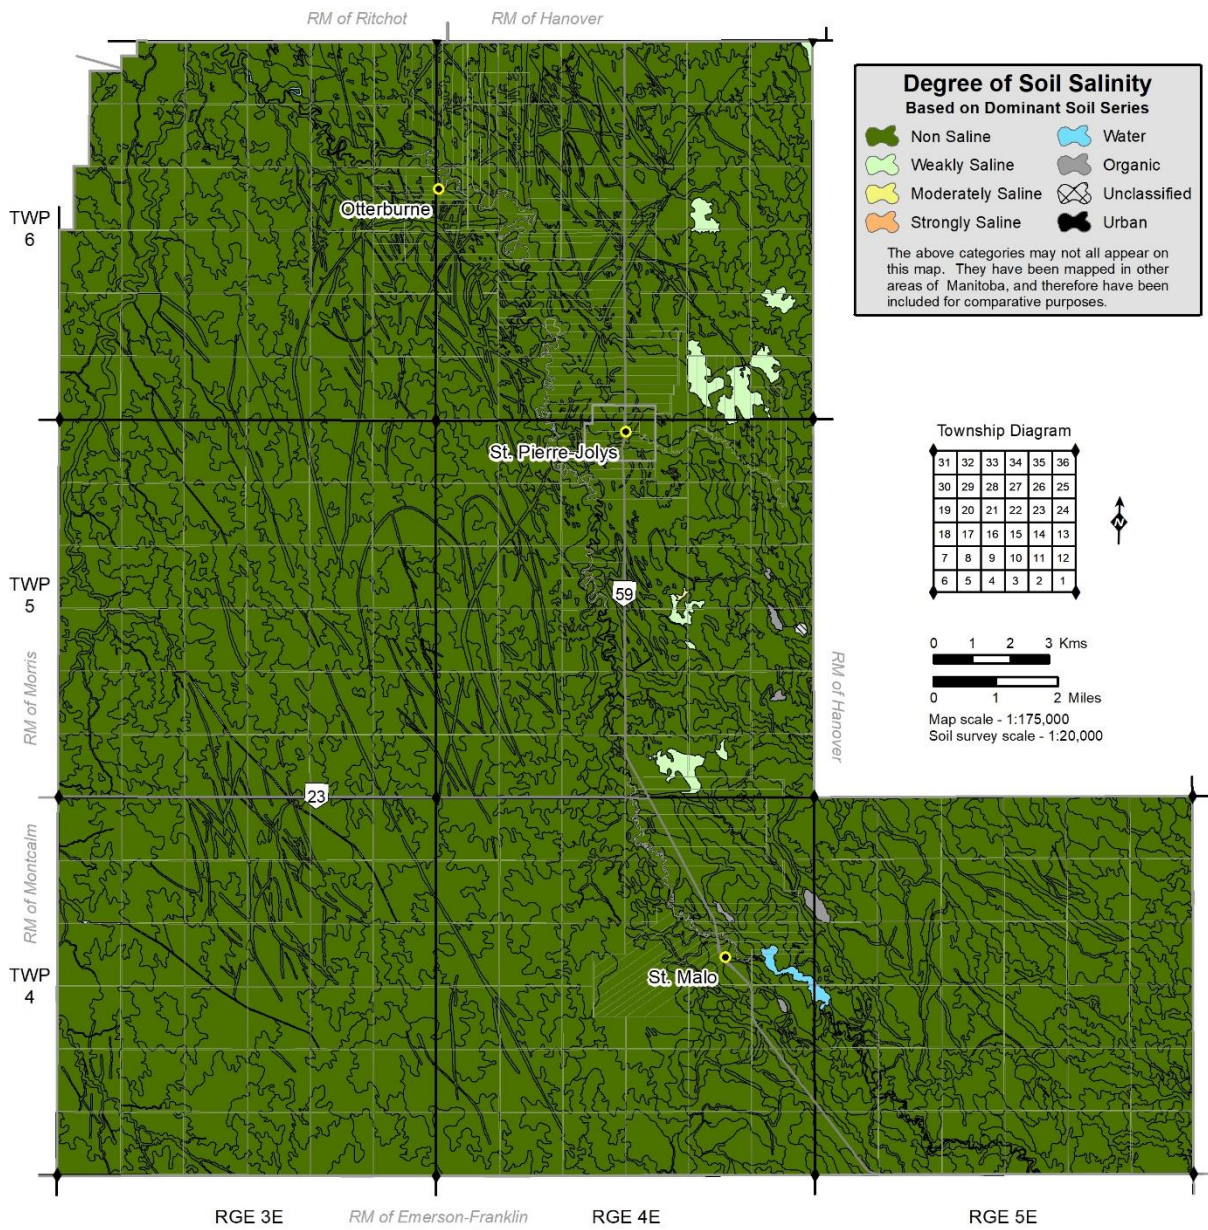 RM of Ritchot
RM of Hanover
Degree of Soil Salinity
Based on Dominant Soil Series
Non Saline
Water
Weakly Saline
Organic
Moderately Saline
Unclassified
Strongly Saline
Urban
The above categories may not all appear on
this map. They have been mapped in other
areas of Manitoba, and therefore have been
included for comparative purposes.
TWP
6
Otterburne
St. Pierre-Jolys
Township Diagram
31 32 33 34 35 36
30 29 28 27 26 25
19 20 21 22 23 24
18 17 16 15 14 13
7 8 9 10 11 12
6 5 4 3 2 1
N
TWP
5
59
0 1 2 3 Kms
0 1 2 Miles
Map scale - 1:175,000
Soil survey scale - 1:20,000
RM of Morris
RM of Hanover
23
RM of Montcalm
TWP
4
St. Malo
RGE 3E
RM of Emerson-Franklin
RGE 4E
RGE 5E